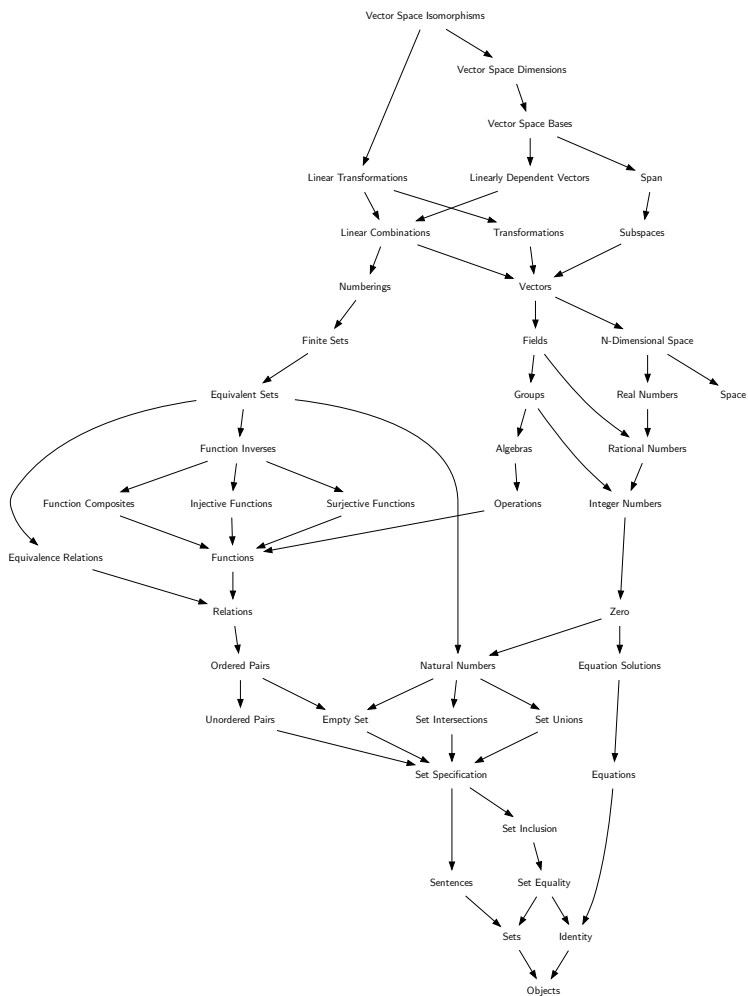 Vector Space Isomorphisms
Vector Space Dimensions
Vector Space Bases
Linear Transformations
Linearly Dependent Vectors
Span
Linear Combinations
Transformations
Subspaces
Numberings
Vectors
Finite Sets
Fields
N-Dimensional Space
Equivalent Sets
Groups
Real Numbers
Space
Function Inverses
Algebras
Rational Numbers
Function Composites
Injective Functions
Surjective Functions
Operations
Integer Numbers
Equivalence Relations
Functions
Relations
Zero
Ordered Pairs
Natural Numbers
Equation Solutions
Unordered Pairs
Empty Set
Set Intersections
Set Unions
Set Specification
Equations
Set Inclusion
Sentences
Set Equality
Sets
Identity
Objects